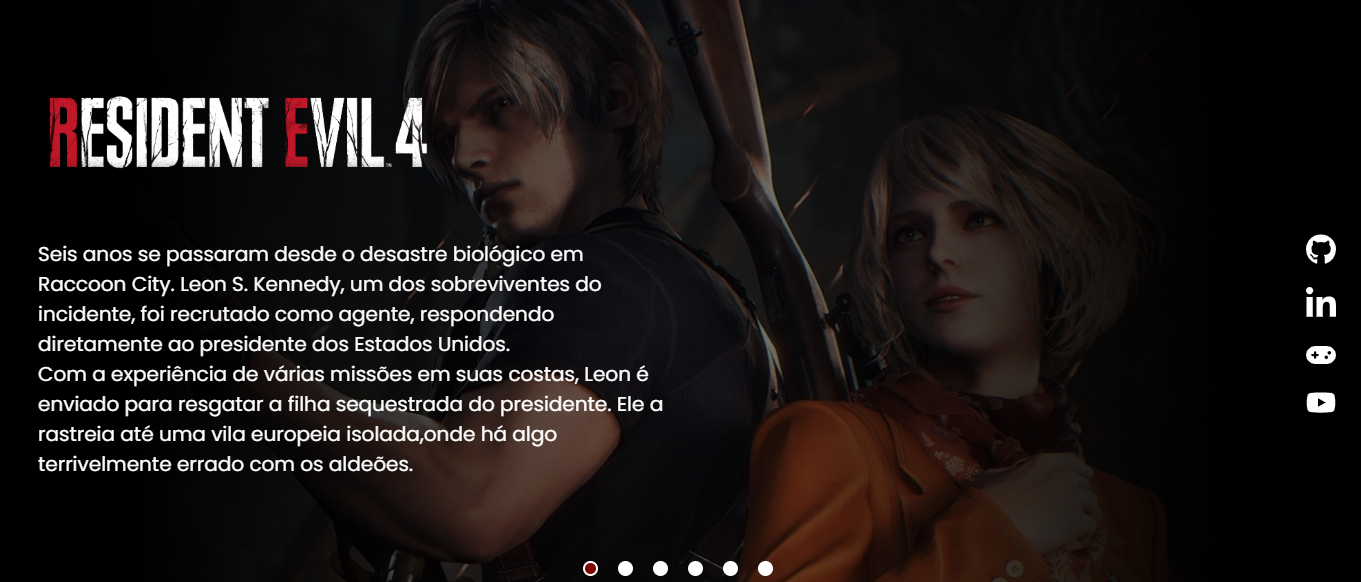 RESIDENT EVIL 4
Seis anos se passaram desde o desastre biológico em
Raccoon City. Leon S. Kennedy, um dos sobreviventes do
incidente, foi recrutado como agente, respondendo
diretamente ao presidente dos Estados Unidos.
Com a experiência de várias missões em suas costas, Leon é
enviado para resgatar a filha sequestrada do presidente. Ele a
rastreia até uma vila europeia isolada,onde há algo
terrivelmente errado com os aldeões.
in